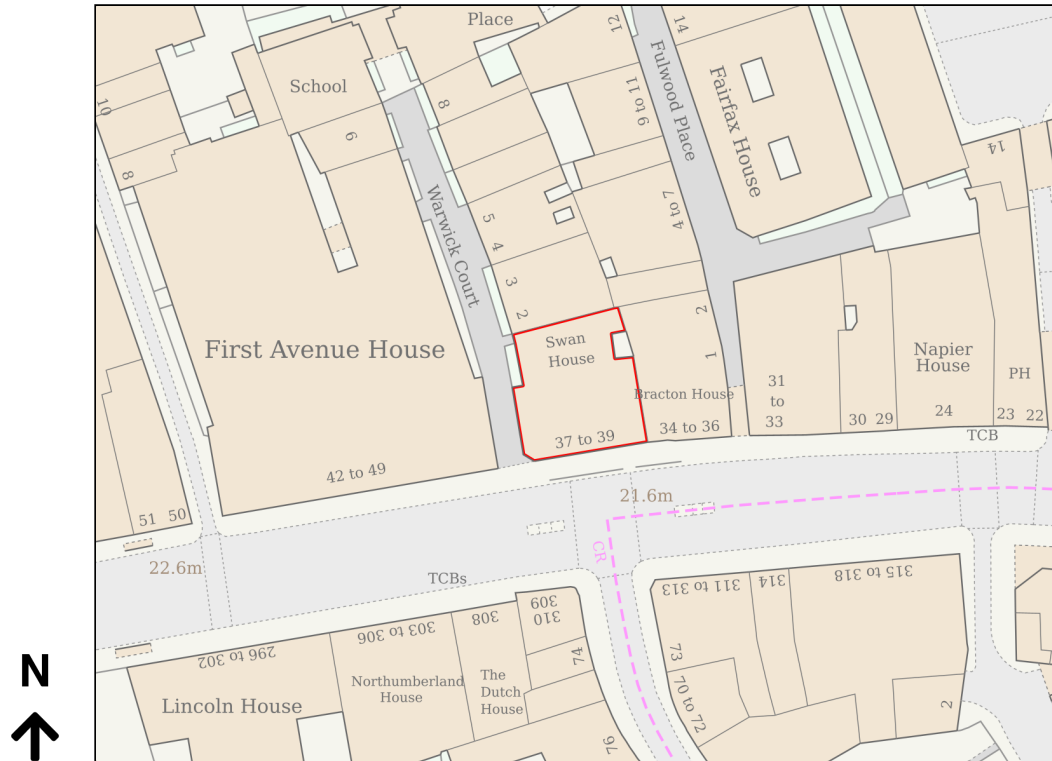 Place
12
14
School
Fulwood Place
Fairfax House
10
8
9 to 11
6
14
8
Warwick Court
4 to 7
5
4
3
2
2
First Avenue House
Swan
House
1
Napier
House
Bracton House
31
to
33
PH
37 to 39
34 to 36
30
29
24
23
22
TCB
42 to 49
51
50
21.6m
CR
22.6m
TCBs
296 to 302
303 to 306
308
309
310
313
311 to
314
315 to 318
74
73
70 to 72
Lincoln House
Northumberland
House
The
Dutch
House
76
2
N